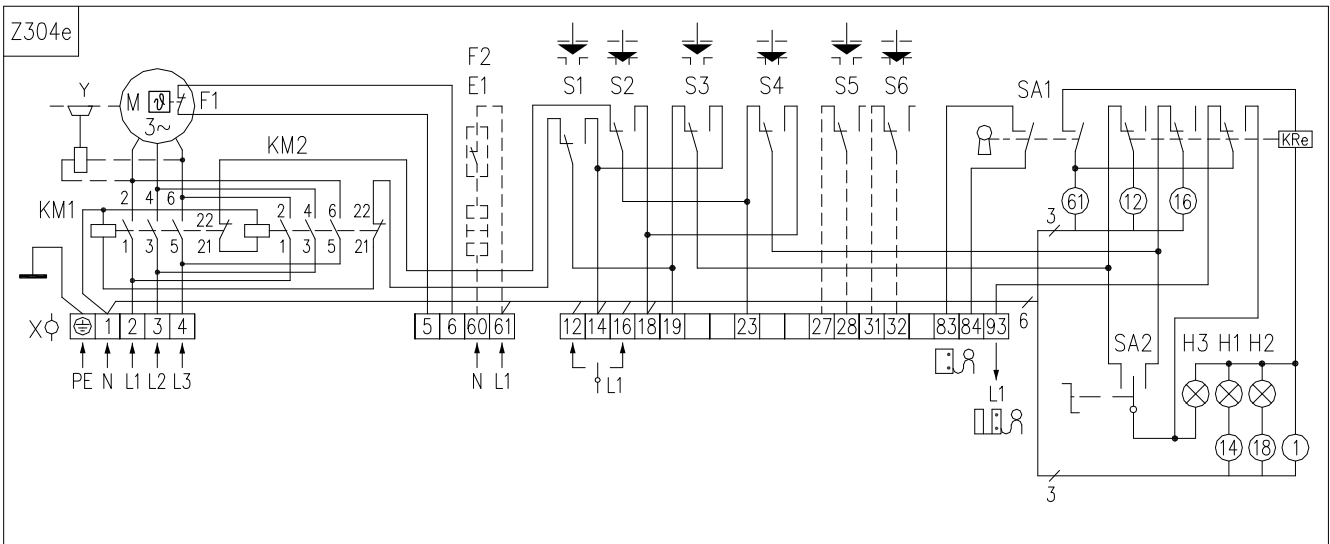 Z304e
F2
E1
S1 S2 S3 S4 S5 S6
SA1
Y
M ϑ F1
3~
KM2
KRe
2 4 6
2 4 6 22
61 12 16
KM1
22
1 3 5 21
1 3 5 21
3
X 1 2 3 4
5 6 60 61
12 14 16 18 19 23 27 28 31 32 83 84 93
6
PE N L1 L2 L3
N L1
L1
L1
SA2 H3 H1 H2
14 18 1
3